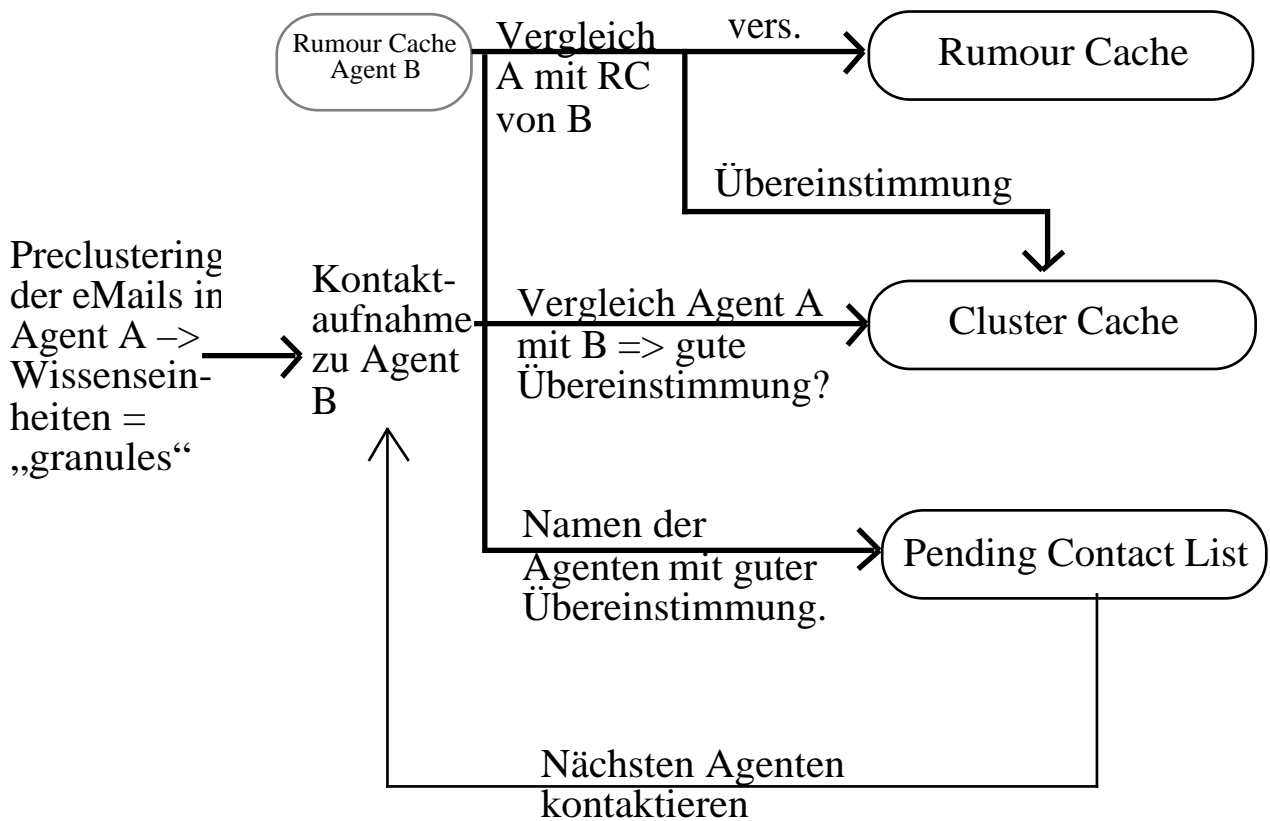 Rumour Cache
Agent B
Vergleich
A mit RC
von B
vers.
Rumour Cache
Übereinstimmung
Preclustering
der eMails in
Agent A –>
Wissensein-
heiten =
„granules“
Kontakt-
aufnahme
zu Agent
B
Vergleich Agent A
mit B => gute
Übereinstimmung?
Cluster Cache
Namen der
Agenten mit guter
Übereinstimmung.
Pending Contact List
Nächsten Agenten
kontaktieren